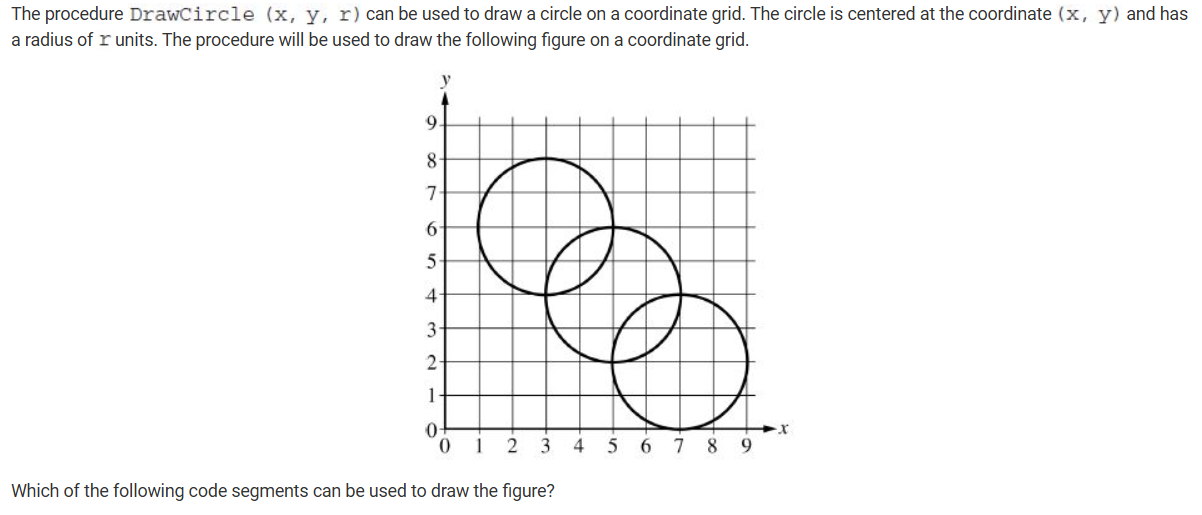 The procedure DrawCircle (x, y, r) can be used to draw a circle on a coordinate grid. The circle is centered at the coordinate (x, y) and has
a radius of r units. The procedure will be used to draw the following figure on a coordinate grid.
y
9
8
7
6
5
4
3
2
1
0
x
0 1 2 3 4 5 6 7 8 9
Which of the following code segments can be used to draw the figure?